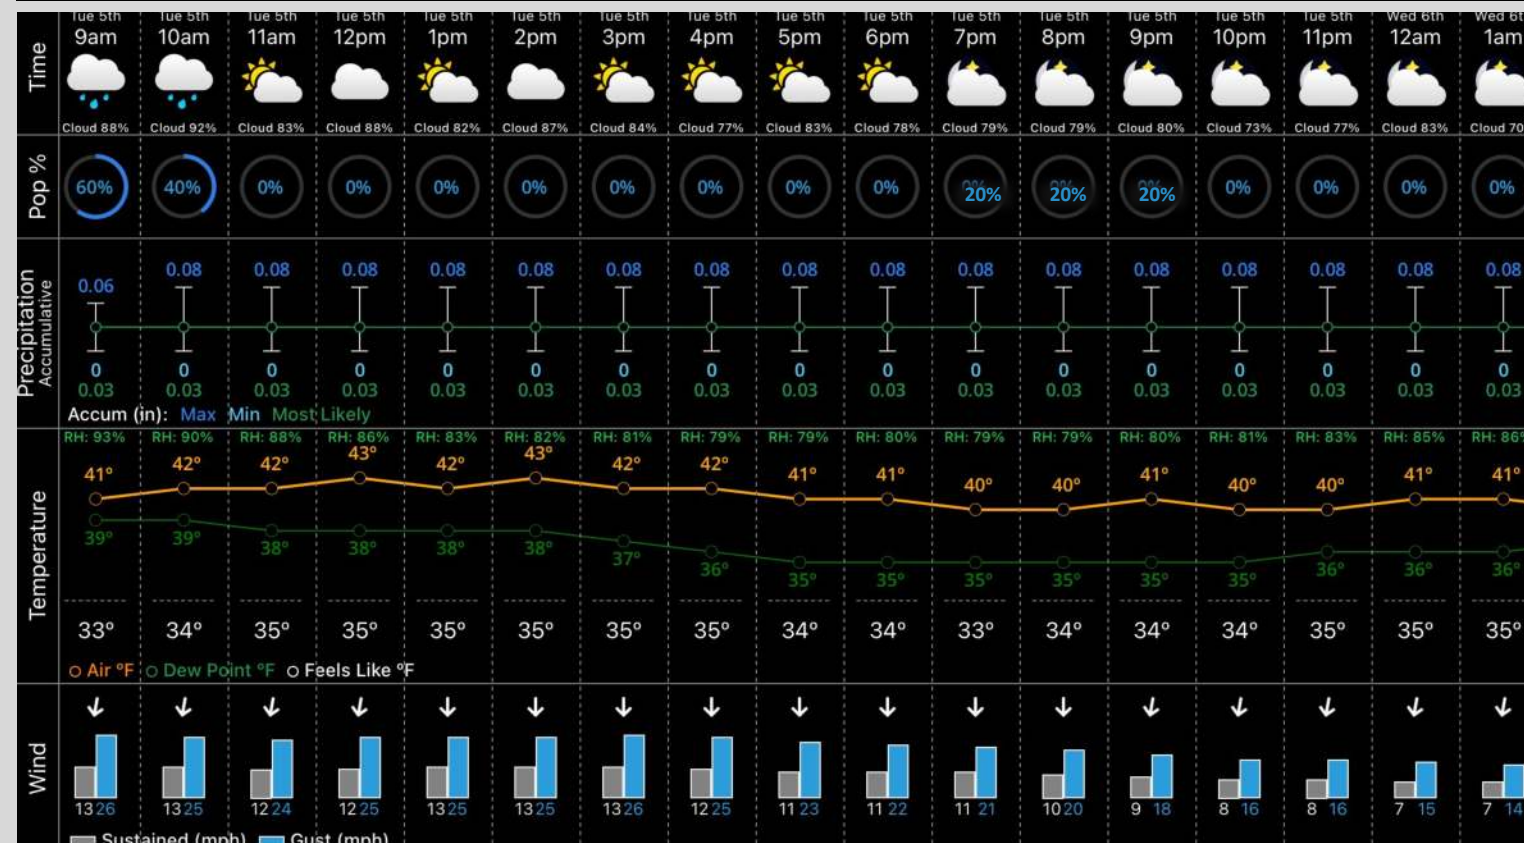 Tue 5th Tue 5th Tue 5th Tue 5th Tue 5th Tue 5th Tue 5th Tue 5th Tue 5th Tue 5th Tue 5th Tue 5th Tue 5th Tue 5th Tue 5th Wed 6th Wed 6th
Time
9am 10am 11am 12pm 1pm 2pm 3pm 4pm 5pm 6pm 7pm 8pm 9pm 10pm 11pm 12am 1am
Cloud 88% Cloud 92% Cloud 83% Cloud 88% Cloud 82% Cloud 87% Cloud 84% Cloud 77% Cloud 83% Cloud 78% Cloud 79% Cloud 79% Cloud 80% Cloud 73% Cloud 77% Cloud 83% Cloud 70
Pop %
60% 40% 0% 0% 0% 0% 0% 0% 0% 0% 20% 20% 20% 0% 0% 0% 0%
Precipitation
Accumulative
0.06 0.08 0.08 0.08 0.08 0.08 0.08 0.08 0.08 0.08 0.08 0.08 0.08 0.08 0.08 0.08 0.08
0 0 0 0 0 0 0 0 0 0 0 0 0 0 0 0 0
0.03 0.03 0.03 0.03 0.03 0.03 0.03 0.03 0.03 0.03 0.03 0.03 0.03 0.03 0.03 0.03 0.03
Accum (in): Max Min Most Likely
Temperature
RH: 93% RH: 90% RH: 88% RH: 86% RH: 83% RH: 82% RH: 81% RH: 79% RH: 79% RH: 80% RH: 79% RH: 79% RH: 80% RH: 81% RH: 83% RH: 85% RH: 86%
41° 42° 42° 43° 42° 43° 42° 42° 41° 41° 40° 40° 41° 40° 40° 41° 41°
39° 39° 38° 38° 38° 38° 37° 36° 35° 35° 35° 35° 35° 35° 36° 36° 36°
33° 34° 35° 35° 35° 35° 35° 35° 34° 34° 33° 34° 34° 34° 35° 35° 35°
Air °F Dew Point °F Feels Like °F
Wind
13 26 13 25 12 24 12 25 13 25 13 25 13 26 12 25 11 23 11 22 11 21 10 20 9 18 8 16 8 16 7 15 7 14
Sustained (mph) Gust (mph)